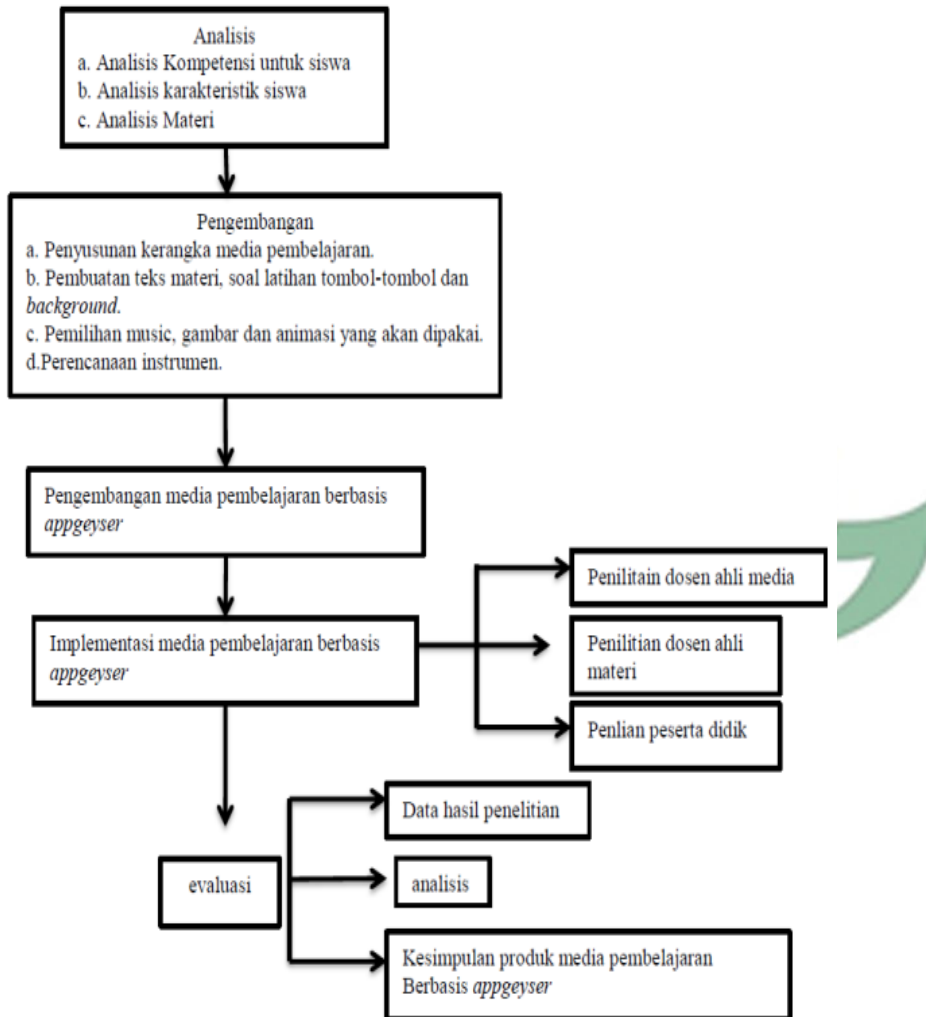 Analisis
a. Analisis Kompetensi untuk siswa
b. Analisis karakteristik siswa
c. Analisis Materi
Pengembangan
a. Penyusunan kerangka media pembelajaran.
b. Pembuatan teks materi, soal latihan tombol-tombol dan
background.
c. Pemilihan music, gambar dan animasi yang akan dipakai.
d.Perencanaan instrumen.
Pengembangan media pembelajaran berbasis
appgeyser
Implementasi media pembelajaran berbasis
appgeyser
Penilitain dosen ahli media
Penilitian dosen ahli
materi
Penlian peserta didik
evaluasi
Data hasil penelitian
analisis
Kesimpulan produk media pembelajaran
Berbasis appgeyser